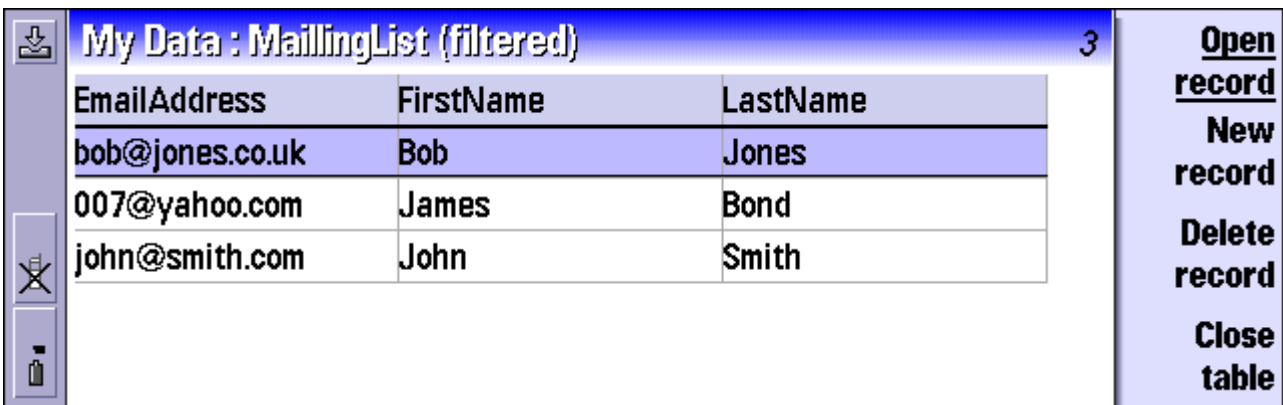 My Data : MaillingList (filtered) 3
EmailAddress FirstName LastName
bob@jones.co.uk Bob Jones
007@yahoo.com James Bond
john@smith.com John Smith
Open
record
New
record
Delete
record
Close
table